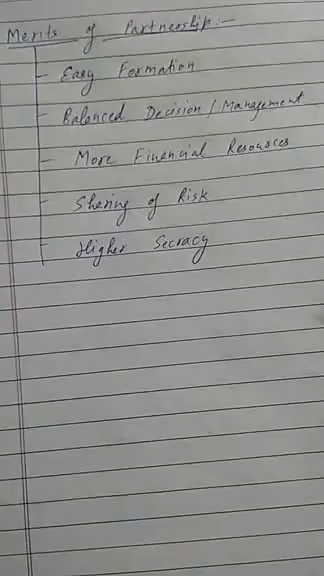 Merits of Partnership:-
- Easy Formation
- Balanced Decision / Management
- More Financial Resources
- Sharing of Risk
- Higher Secracy